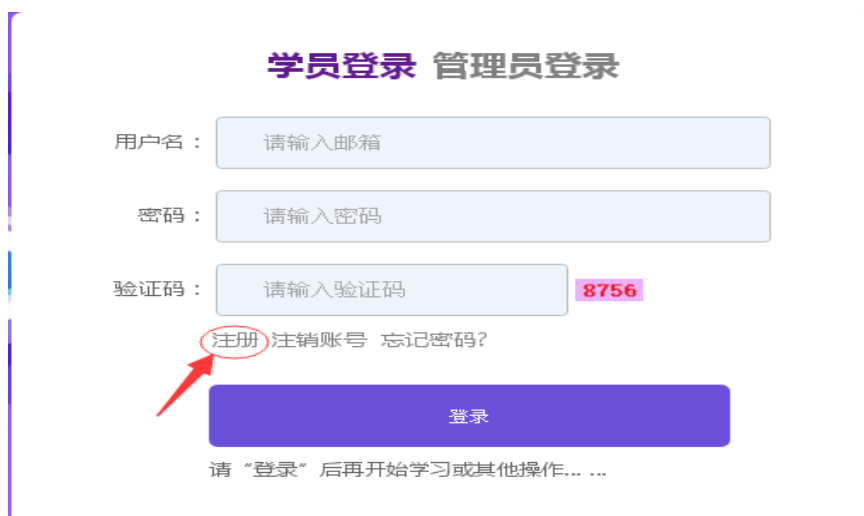 学员登录 管理员登录
用户名： 请输入邮箱
密码： 请输入密码
验证码： 请输入验证码 8756
注册 注销账号 忘记密码?
登录
请“登录”后再开始学习或其他操作... ...